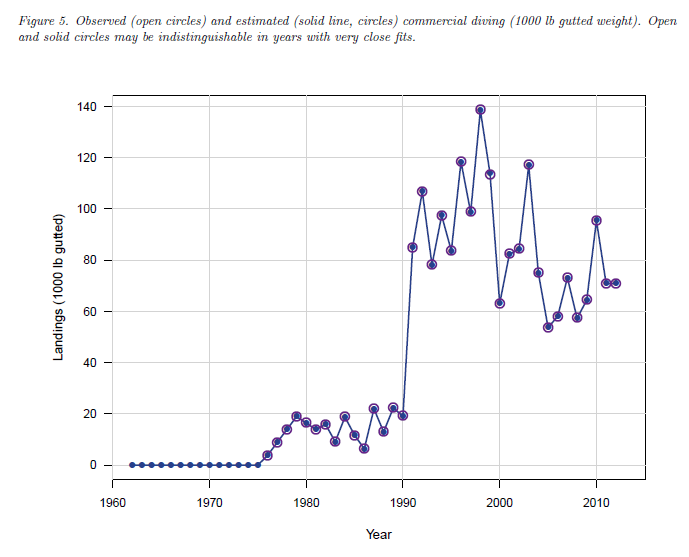 Figure 5. Observed (open circles) and estimated (solid line, circles) commercial diving (1000 lb gutted weight). Open
and solid circles may be indistinguishable in years with very close fits.
140
120
100
80
60
40
20
0
Landings (1000 lb gutted)
1960 1970 1980 1990 2000 2010
Year